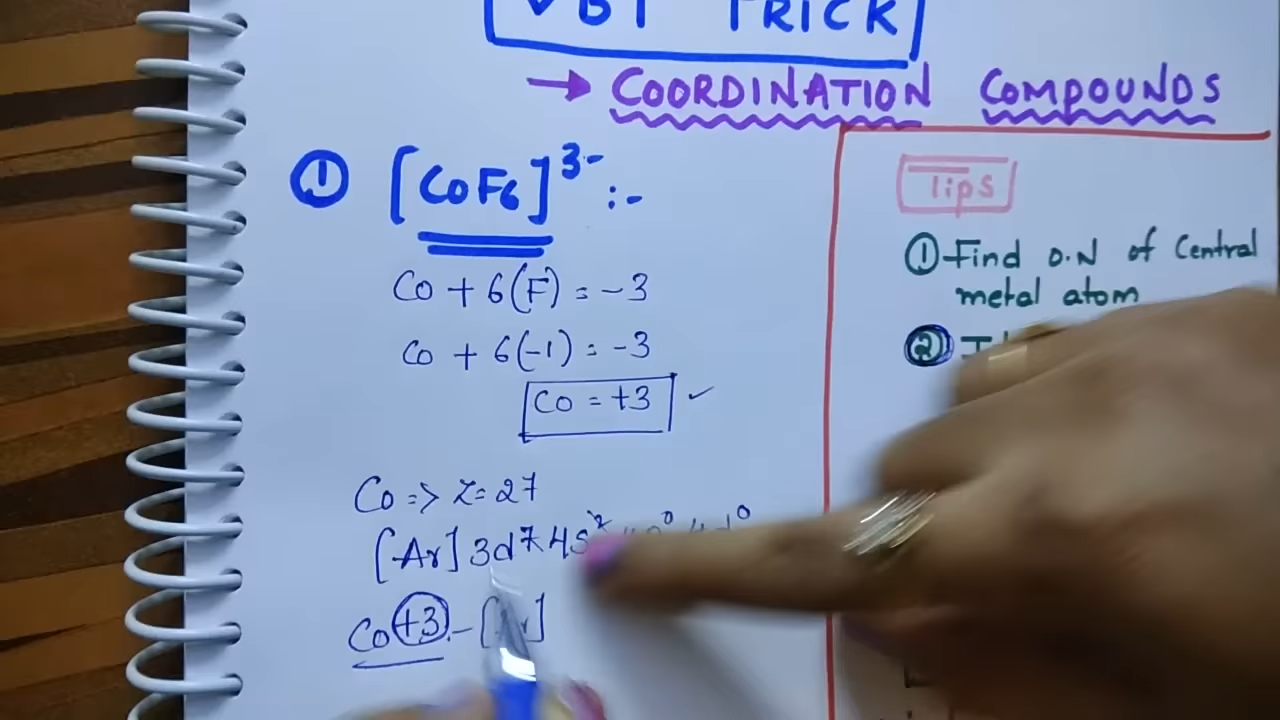 VBT TRICK
→ COORDINATION COMPOUNDS
① [CoF6]³⁻ :-
Co + 6(F) = -3
Co + 6(-1) = -3
Co = +3 ✓
Co => Z = 27
[Ar] 3d⁷ 4s²
Co+3 - [Ar]
Tips
① Find O.N of Central
metal atom
②